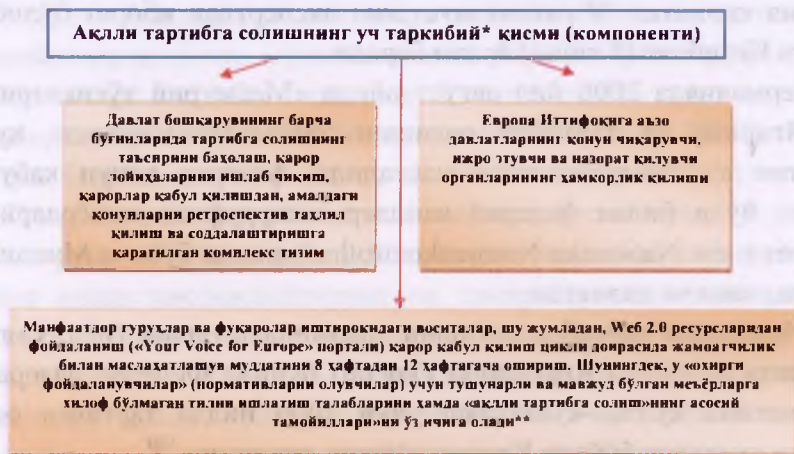 Ақлли тартибга солишнинг уч таркибий* қисми (компоненти)
Давлат бошқарувининг барча
бўғинларида тартибга солишнинг
таъсирини баҳолаш, қарор
лойиҳаларини ишлаб чиқиш,
қарорлар қабул қилишдан, амалдаги
қонунларни ретроспектив таҳлил
қилиш ва соддалаштиришга
қаратилган комплекс тизим
Европа Иттифоқига аъзо
давлатларнинг қонун чиқарувчи,
ижро этувчи ва назорат қилувчи
органларининг ҳамкорлик қилиши
Манфаатдор гуруҳлар ва фуқаролар иштирокидаги воситалар, шу жумладан, Web 2.0 ресурсларидан
фойдаланиш («Your Voice for Europe» портали) қарор қабул қилиш цикли доирасида жамоатчилик
билан маслаҳатлашув муддатини 8 ҳафтадан 12 ҳафтагача ошириш. Шунингдек, у «охирги
фойдаланувчилар» (нормативларни олувчилар) учун тушунарли ва мавжуд бўлган меъёрларга
хилоф бўлмаган тилни ишлатиш талабларини ҳамда «ақлли тартибга солиш»нинг асосий
тамойиллари»ни ўз ичига олади**